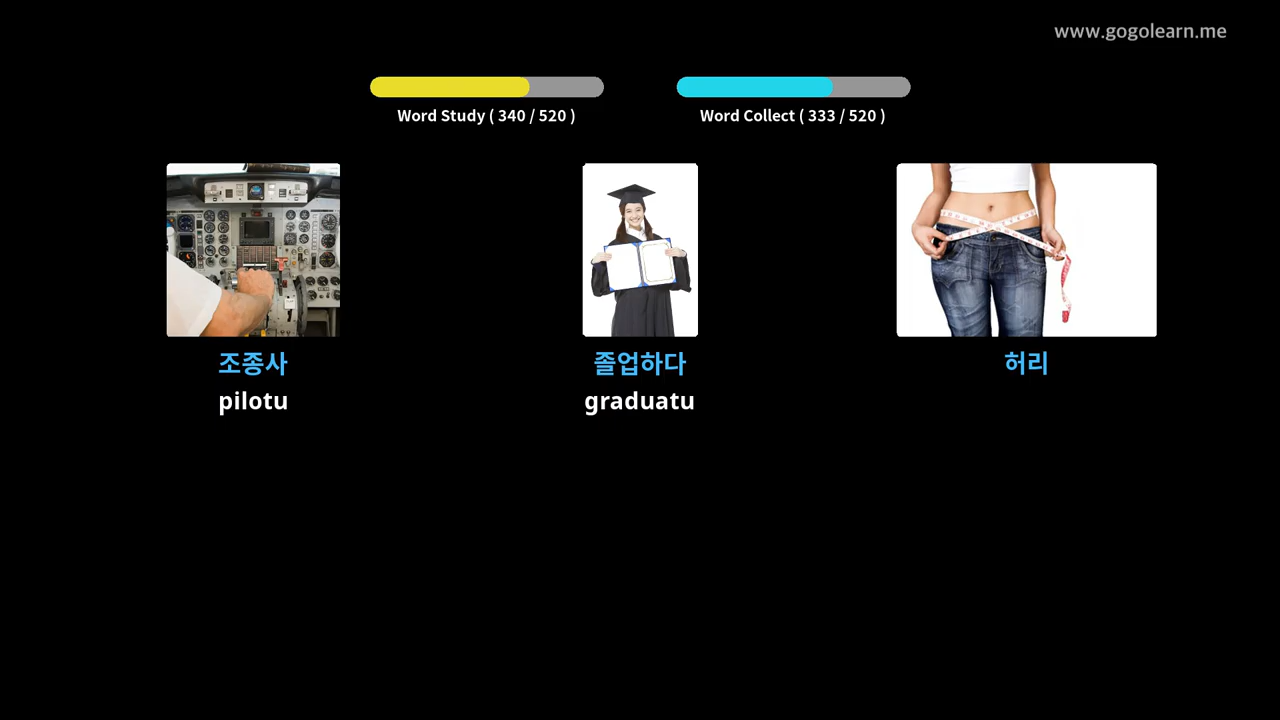 www.gogolearn.me
Word Study ( 340 / 520 )
Word Collect ( 333 / 520 )
조종사
졸업하다
허리
pilotu
graduatu